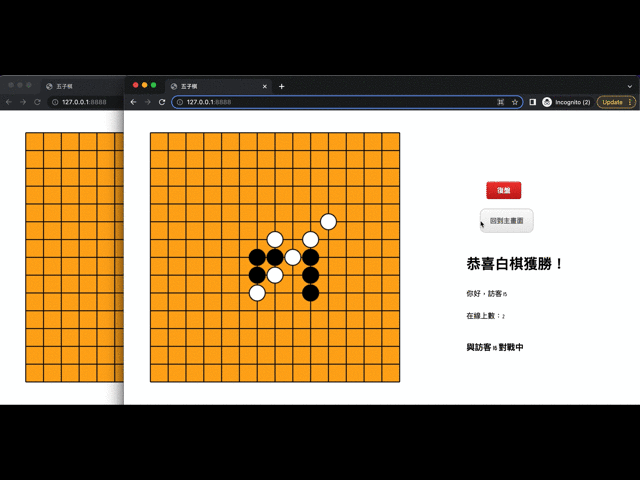 五子棋
五子棋
127.0.0.1:8888
127.0.0.1:8888
Incognito (2)
Update
復盤
回到主畫面
恭喜白棋獲勝！
你好，訪客15
在線上數：2
與訪客16對戰中